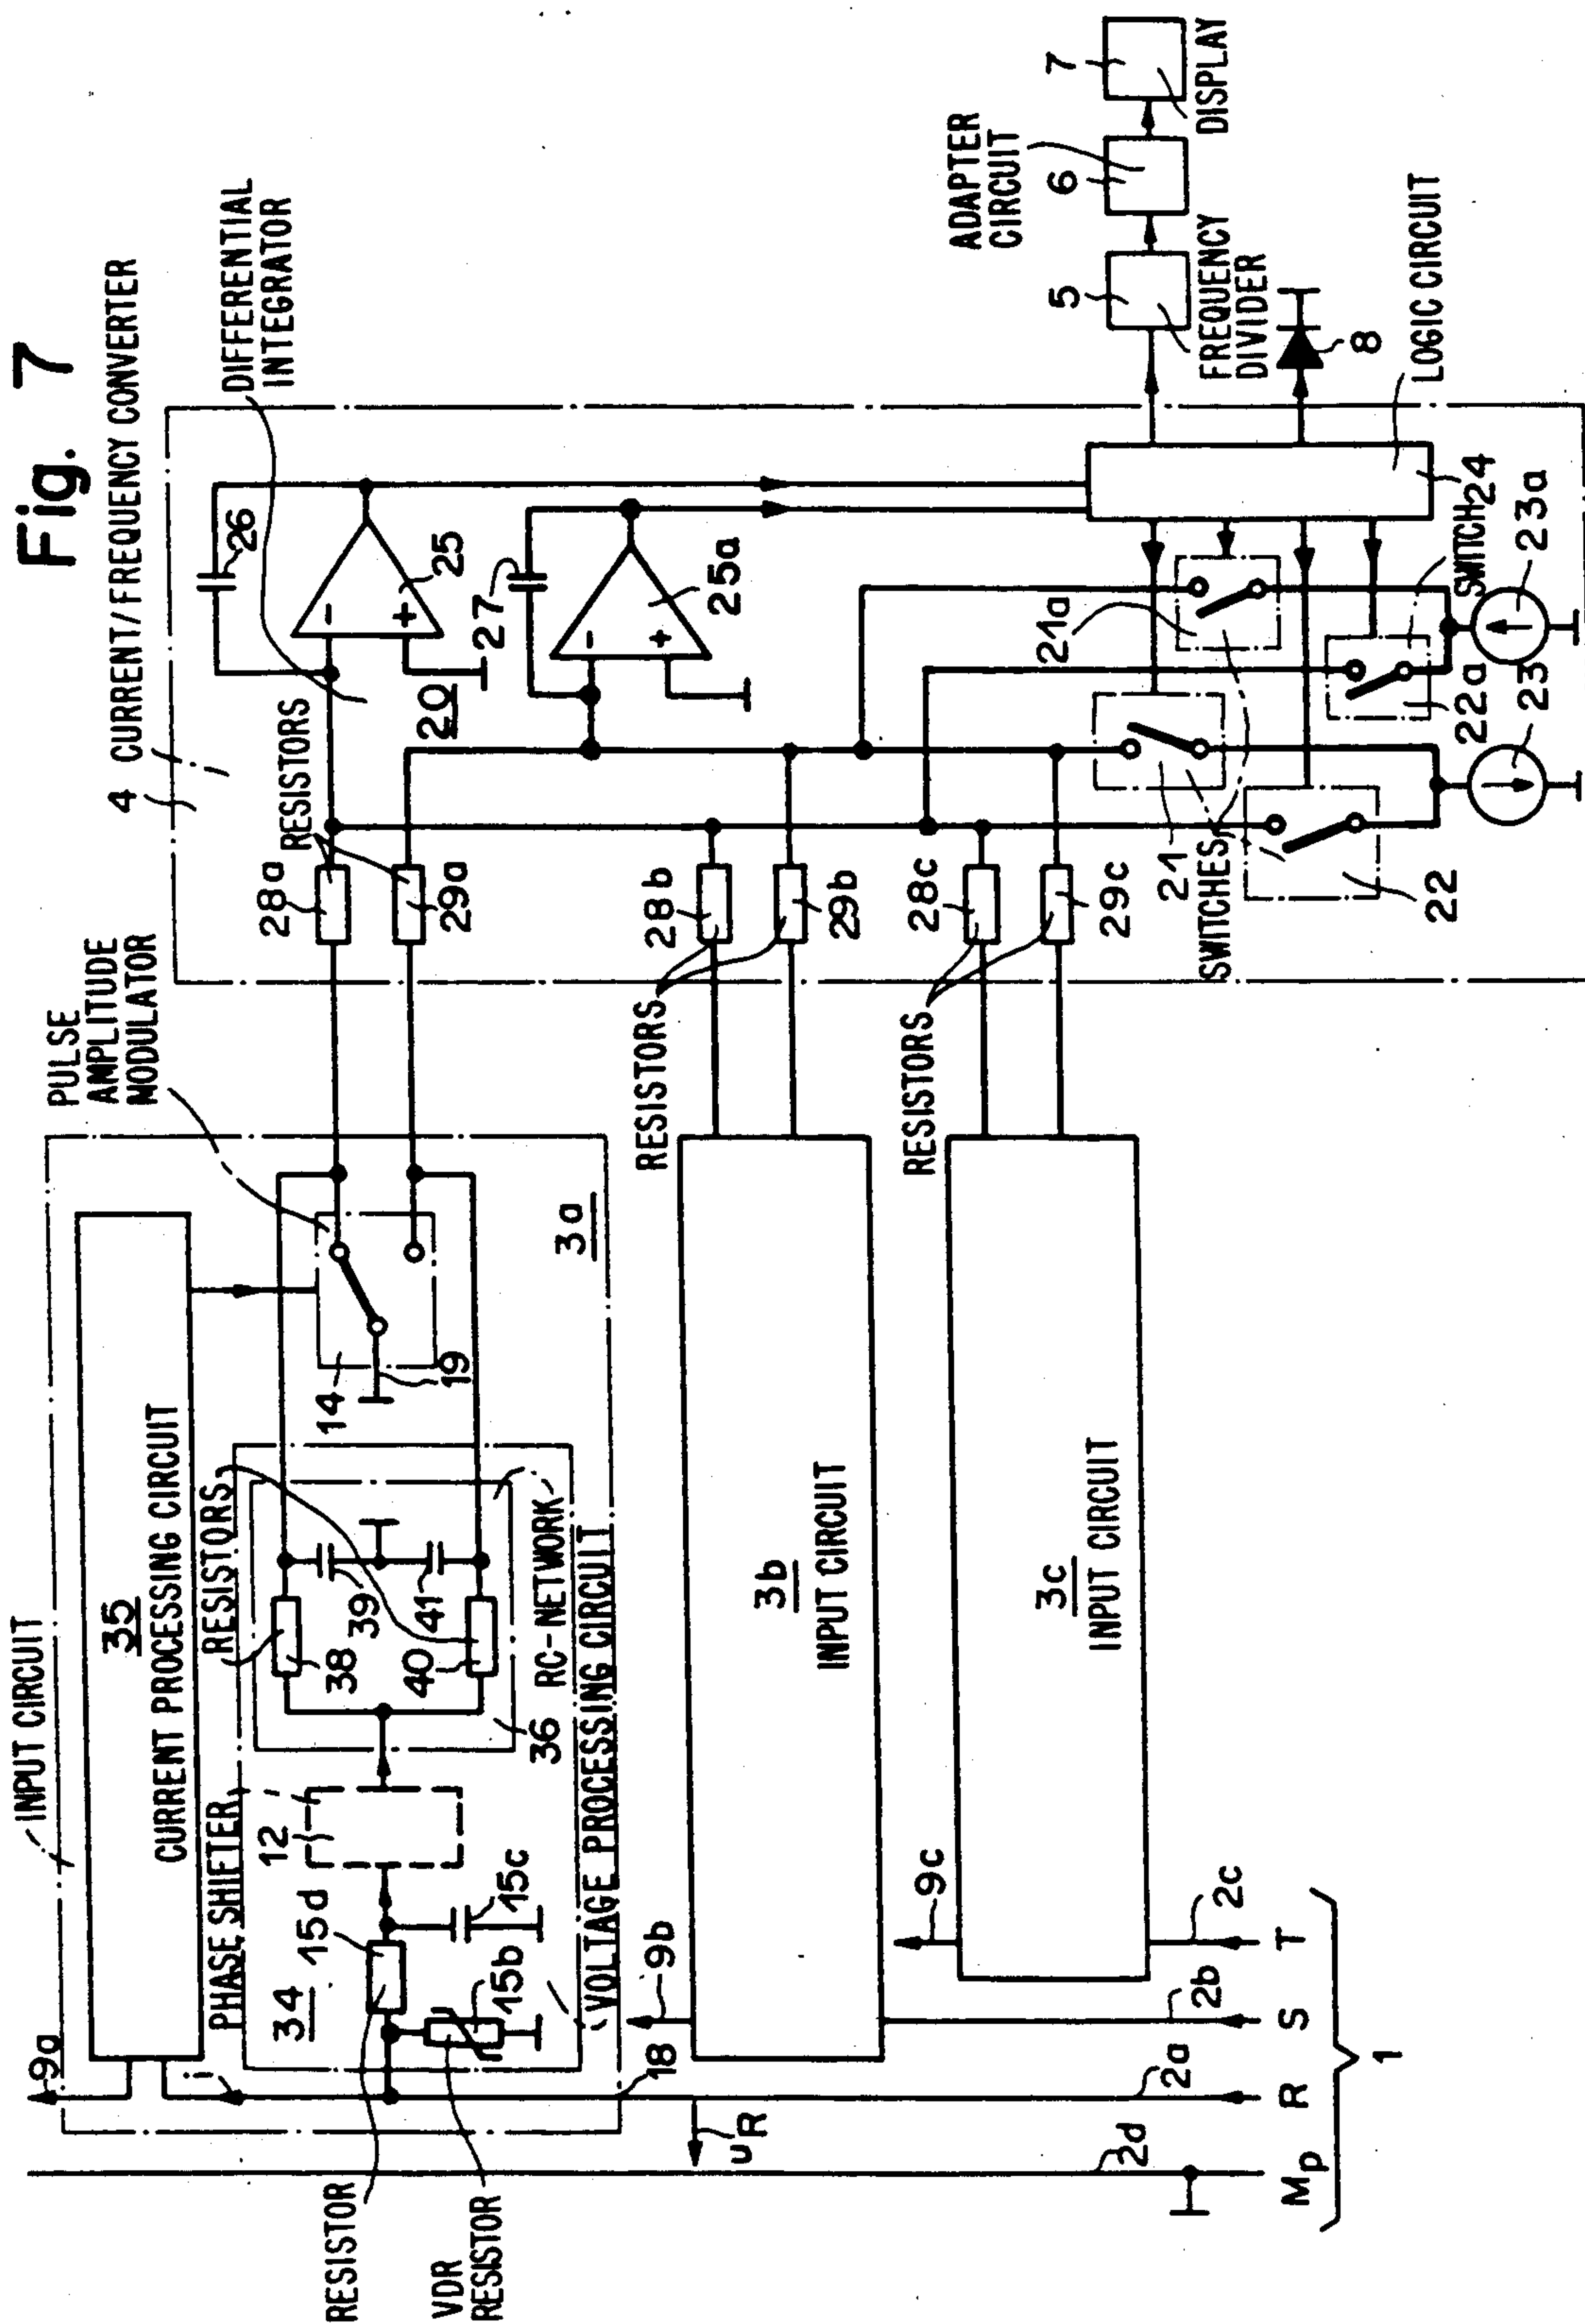 Fig. 7
4 CURRENT/FREQUENCY CONVERTER
DIFFERENTIAL
INTEGRATOR
26
25
-
+
20
27
25a
-
+
RESISTORS
28a
29a
28b
29b
28c
29c
RESISTORS
RESISTORS
PULSE
AMPLITUDE
MODULATOR
ADAPTER
CIRCUIT
5
6
7
FREQUENCY
DIVIDER
DISPLAY
8
LOGIC CIRCUIT
24
SWITCH
21a
21
SWITCHES
22
22a
23
23a
INPUT CIRCUIT
35
CURRENT PROCESSING CIRCUIT
9a
i
PHASE SHIFTER
12
RESISTORS
38
39
40
41
36
RC-NETWORK
14
19
3a
34
15d
15c
15b
VOLTAGE PROCESSING CIRCUIT
18
RESISTOR
VDR
RESISTOR
3b
INPUT CIRCUIT
9b
3c
INPUT CIRCUIT
9c
uR
2d
2a
2b
2c
Mp R S T
1